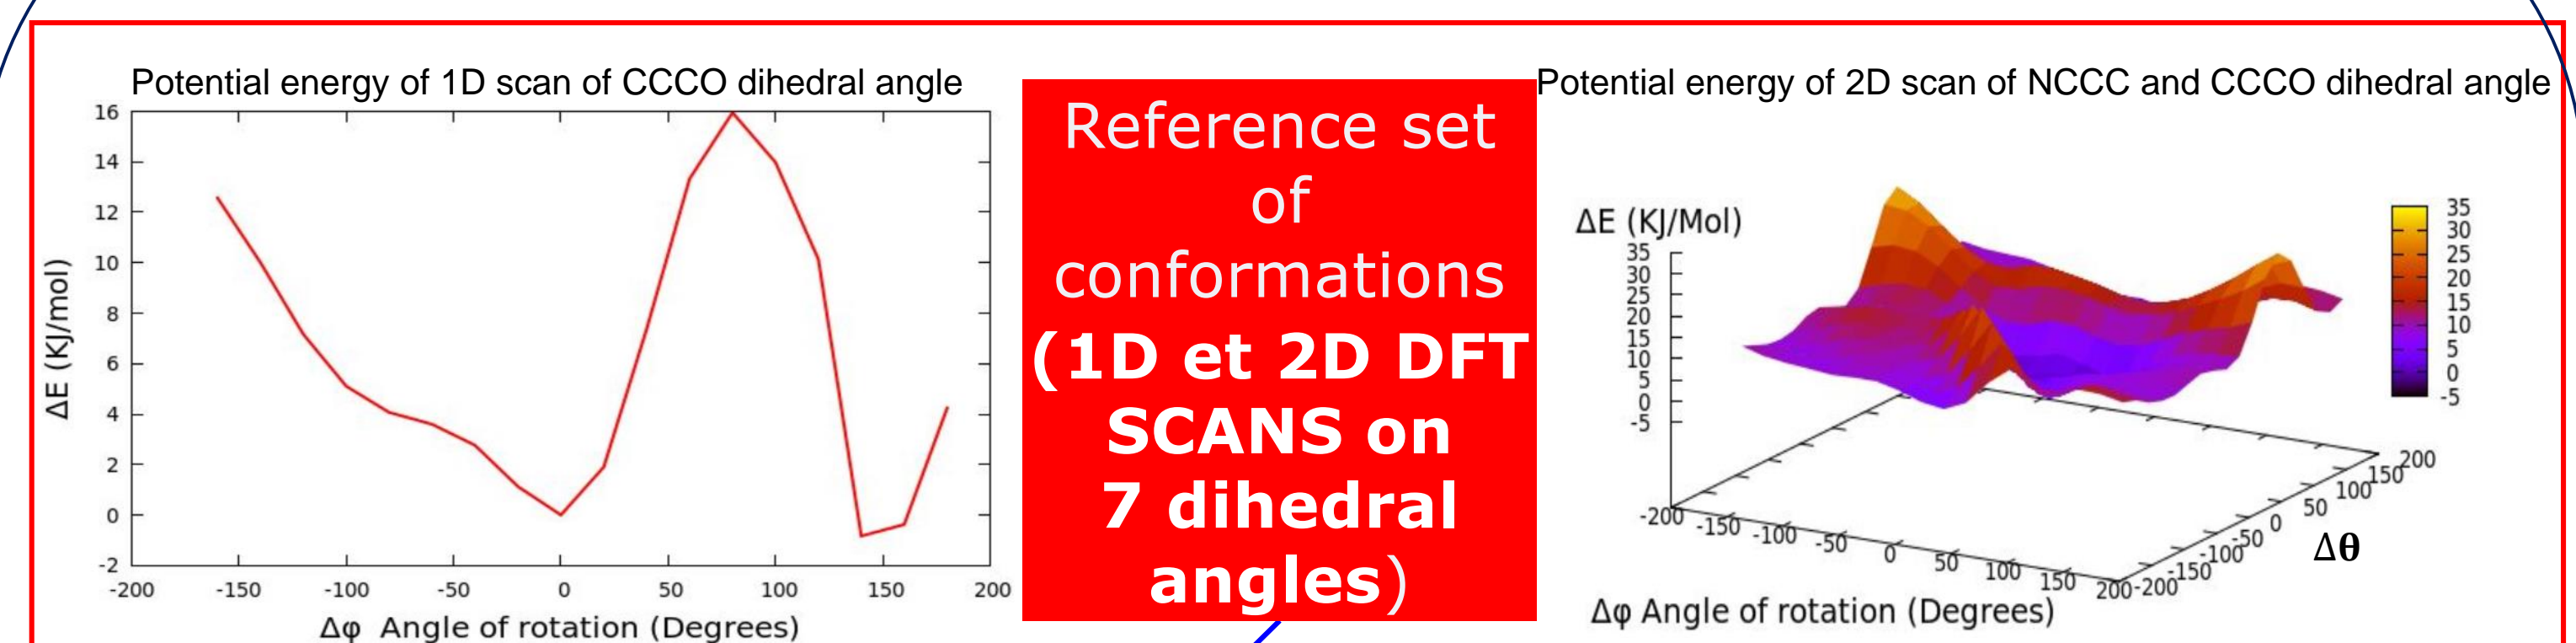 Potential energy of 1D scan of CCCO dihedral angle
16
14
12
10
8
6
4
2
0
-2
ΔE (KJ/mol)
-200 -150 -100 -50 0 50 100 150 200
Δφ Angle of rotation (Degrees)
Reference set
of
conformations
(1D et 2D DFT
SCANS on
7 dihedral
angles)
Potential energy of 2D scan of NCCC and CCCO dihedral angle
ΔE (KJ/Mol)
35
30
25
20
15
10
5
0
-5
35
30
25
20
15
10
5
0
-5
-200 -150 -100 -50 0 50 100 150 200
-200 -150 -100 -50 0 50 100 150 200
Δθ
Δφ Angle of rotation (Degrees)